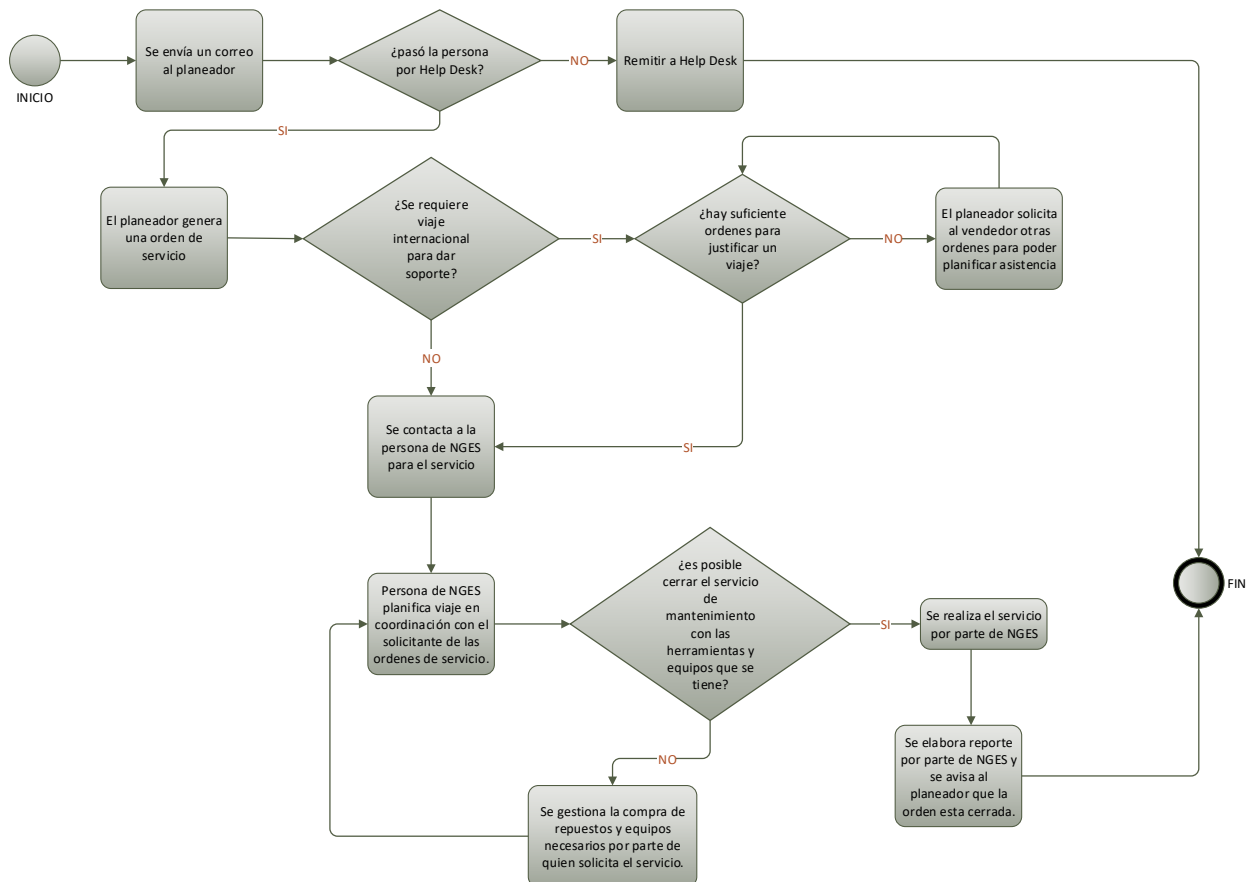 INICIO
Se envía un correo
al planeador
¿pasó la persona
por Help Desk?
NO
Remitir a Help Desk
SI
El planeador genera
una orden de
servicio
¿Se requiere
viaje
internacional
para dar
soporte?
SI
¿hay suficiente
ordenes para
justificar un
viaje?
NO
El planeador solicita
al vendedor otras
ordenes para poder
planificar asistencia
NO
SI
Se contacta a la
persona de NGES
para el servicio
Persona de NGES
planifica viaje en
coordinación con el
solicitante de las
ordenes de servicio.
¿es posible
cerrar el servicio
de
mantenimiento
con las
herramientas y
equipos que se
tiene?
SI
Se realiza el servicio
por parte de NGES
FIN
NO
Se elabora reporte
por parte de NGES y
se avisa al
planeador que la
orden esta cerrada.
Se gestiona la compra de
repuestos y equipos
necesarios por parte de
quien solicita el servicio.